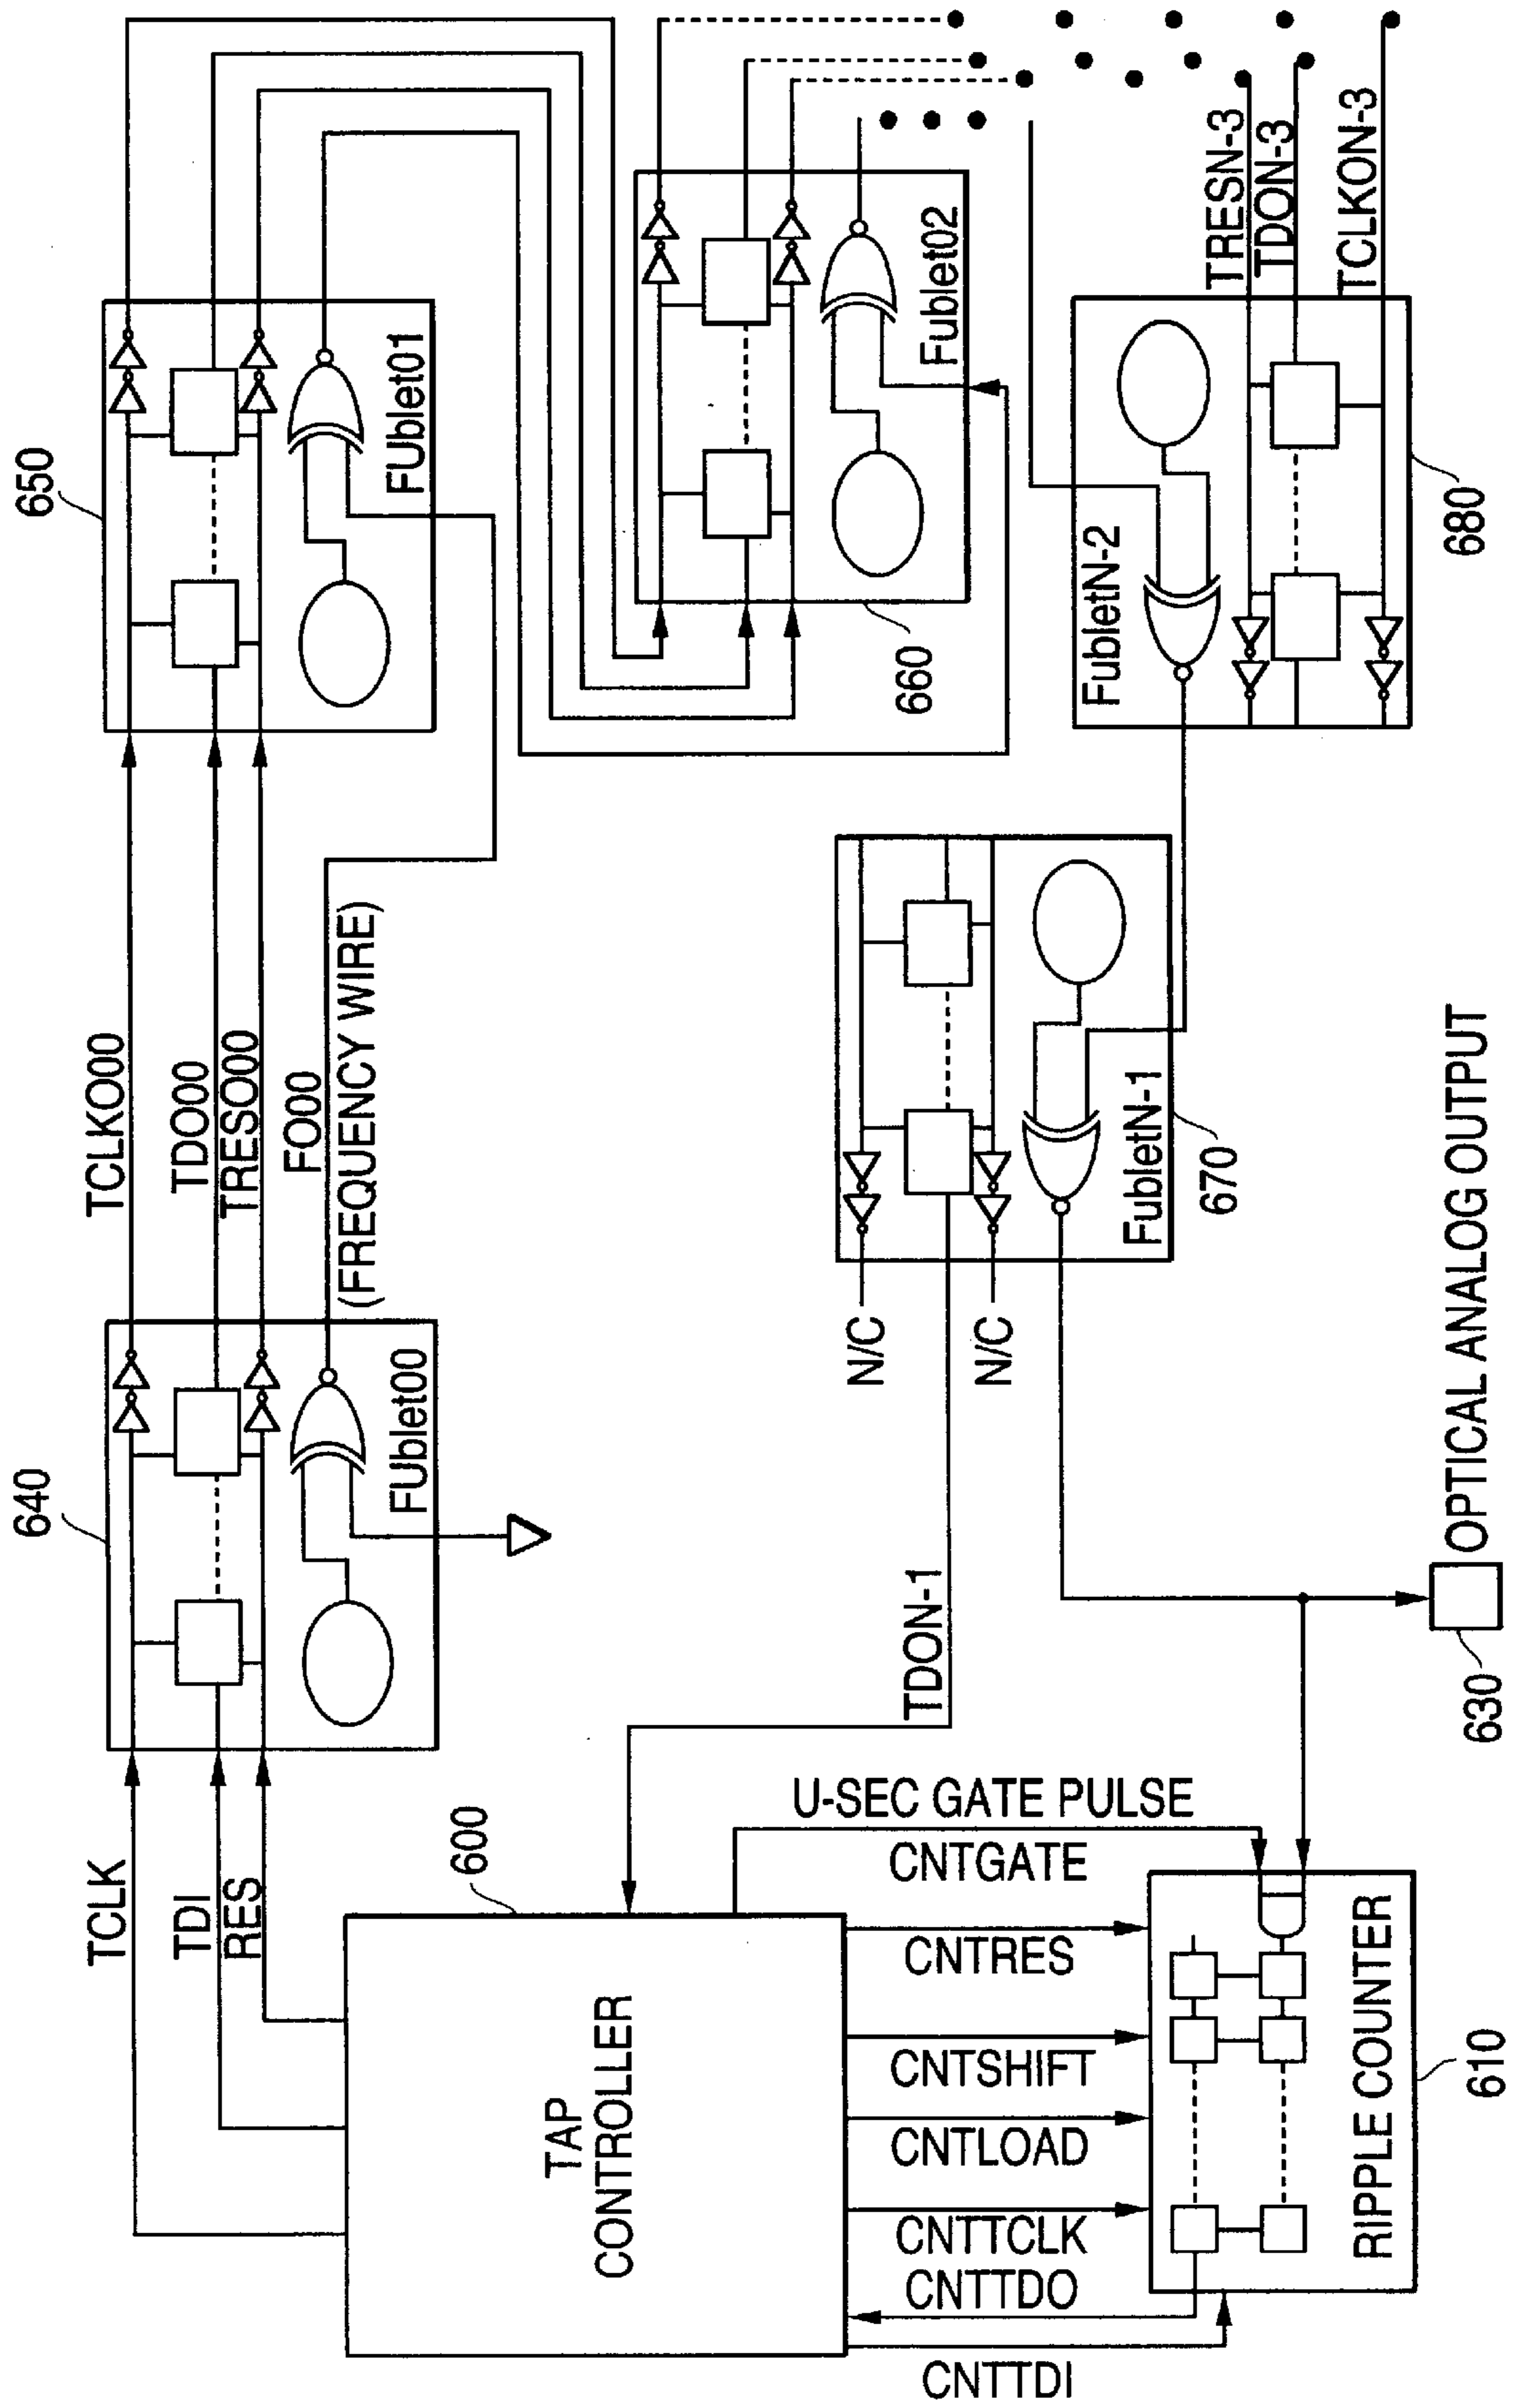 640
650
TCLK
TDI
RES
TCLKO00
TDO00
TRESO00
FO00
(FREQUENCY WIRE)
FUblet00
FUblet01
600
TAP
CONTROLLER
660
Fublet02
TDON-1
N/C
N/C
FubletN-1
670
FubletN-2
680
TRESN-3
TDON-3
TCLKON-3
U-SEC GATE PULSE
CNTGATE
CNTRES
CNTSHIFT
CNTLOAD
CNTTCLK
CNTTDO
CNTTDI
RIPPLE COUNTER
610
630
OPTICAL ANALOG OUTPUT